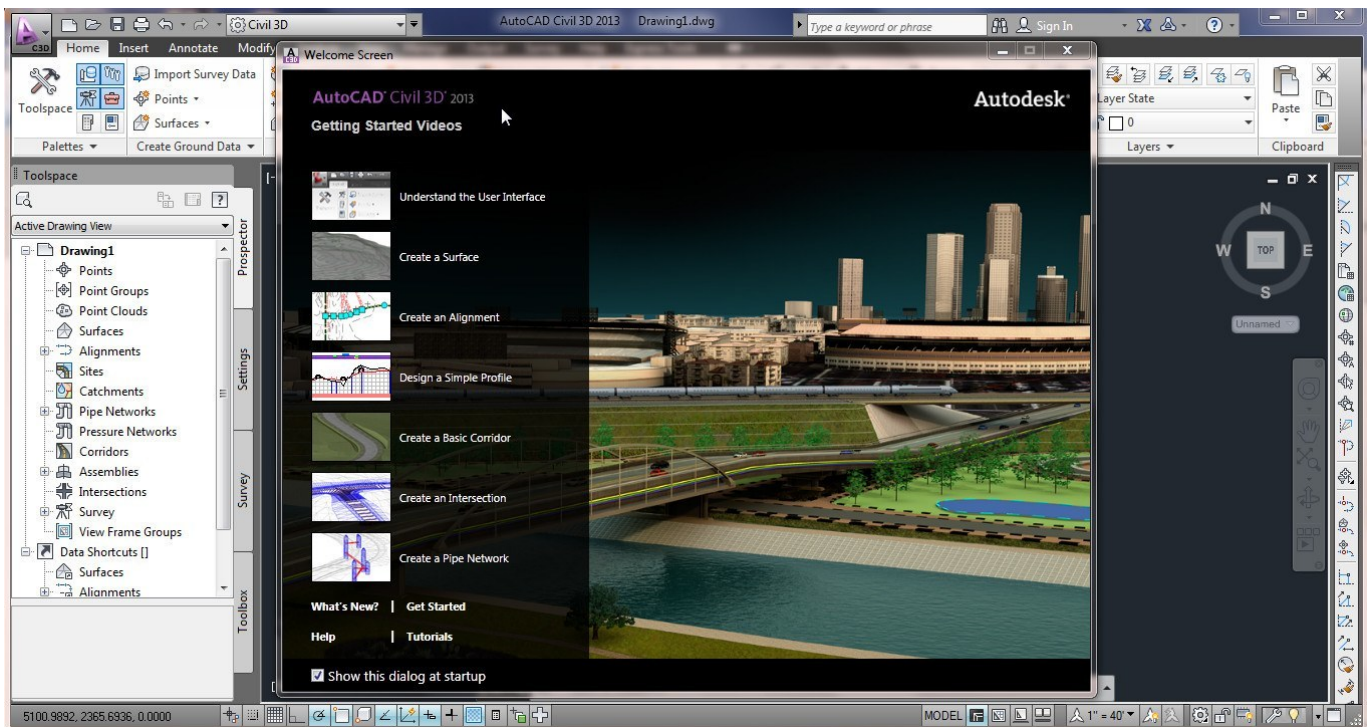 Civil 3D
AutoCAD Civil 3D 2013 Drawing1.dwg
Type a keyword or phrase
Sign In
C3D
Home Insert Annotate Modify
Import Survey Data
Points
Surfaces
Toolspace
Palettes
Create Ground Data
Layer State
0
Layers
Paste
Clipboard
Toolspace
Active Drawing View
Drawing1
Points
Point Groups
Point Clouds
Surfaces
Alignments
Sites
Catchments
Pipe Networks
Pressure Networks
Corridors
Assemblies
Intersections
Survey
View Frame Groups
Data Shortcuts []
Surfaces
Alignments
Prospector
Settings
Survey
Toolbox
Welcome Screen
AutoCAD® Civil 3D® 2013
Autodesk®
Getting Started Videos
Understand the User Interface
Create a Surface
Create an Alignment
Design a Simple Profile
Create a Basic Corridor
Create an Intersection
Create a Pipe Network
What's New? | Get Started
Help | Tutorials
Show this dialog at startup
N
W TOP E
S
Unnamed
5100.9892, 2365.6936, 0.0000
MODEL
1" = 40'